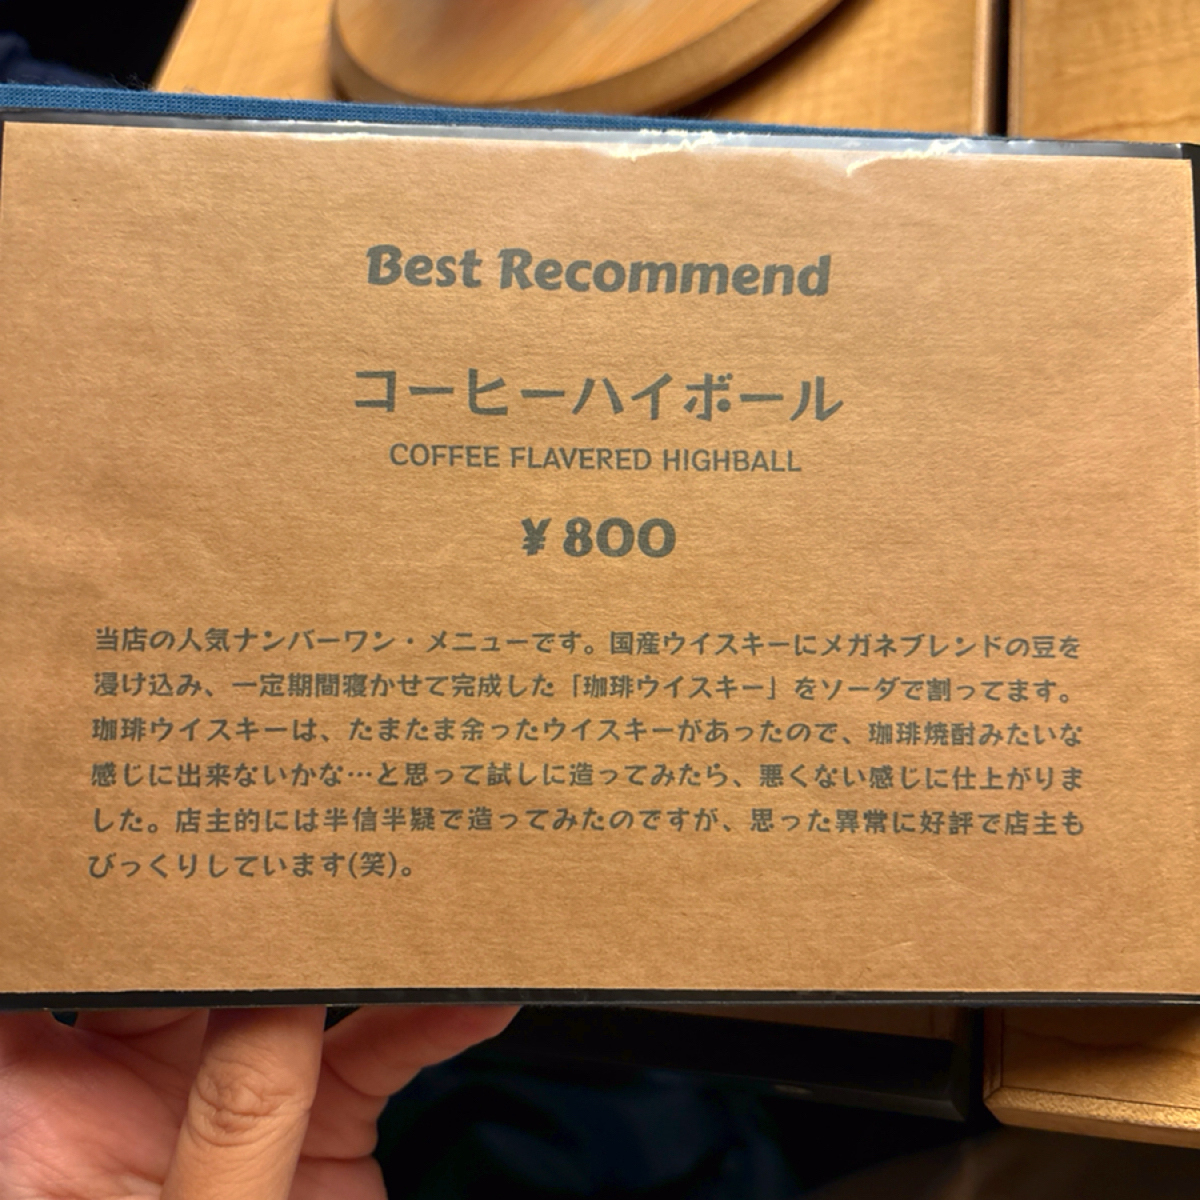 Best Recommend
コーヒーハイボール
COFFEE FLAVERED HIGHBALL
¥800
当店の人気ナンバーワン・メニューです。国産ウイスキーにメガネブレンドの豆を
浸け込み、一定期間寝かせて完成した「珈琲ウイスキー」をソーダで割ってます。
珈琲ウイスキーは、たまたま余ったウイスキーがあったので、珈琲焼酎みたいな
感じに出来ないかな…と思って試しに造ってみたら、悪くない感じに仕上がりま
した。店主的には半信半疑で造ってみたのですが、思った異常に好評で店主も
びっくりしています(笑)。